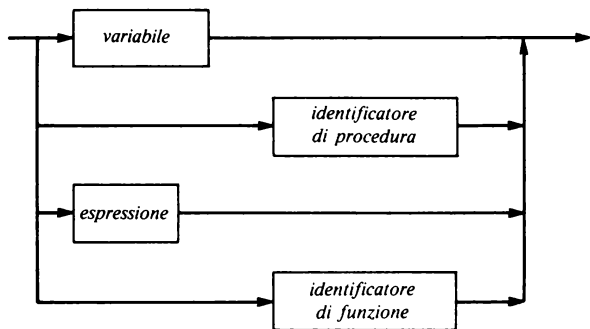 variabile
identificatore
di procedura
espressione
identificatore
di funzione